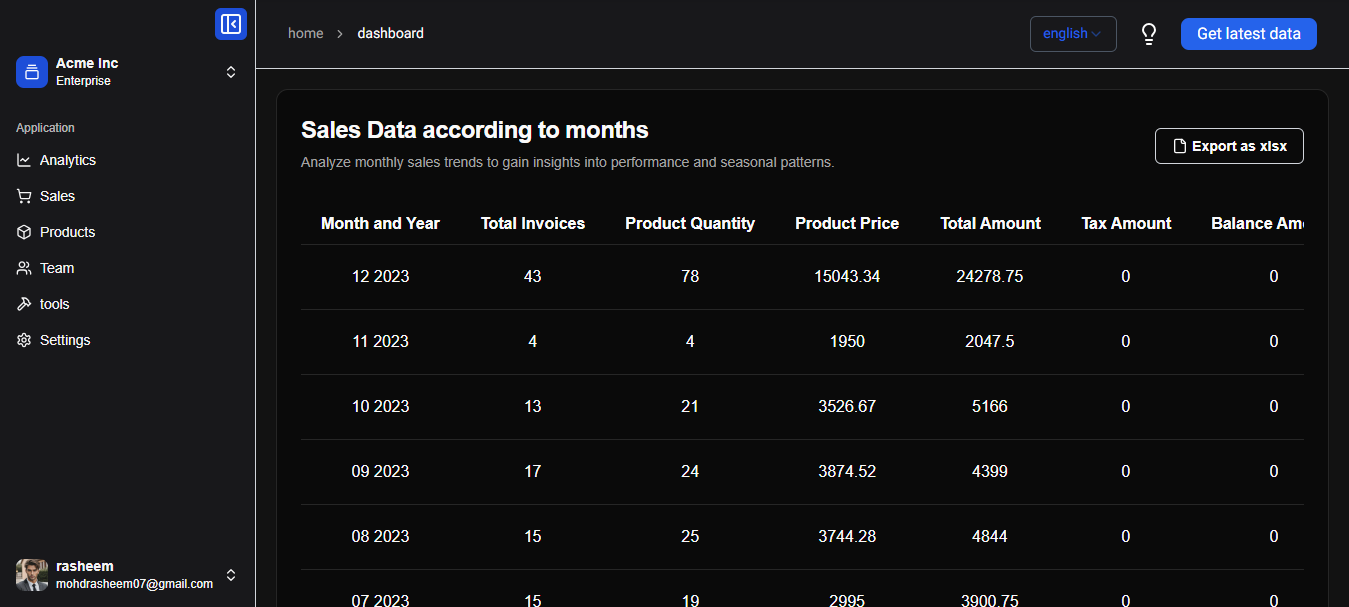 Acme Inc
Enterprise
Application
Analytics
Sales
Products
Team
tools
Settings
rasheem
mohdrasheem07@gmail.com
home > dashboard
english
Get latest data
Sales Data according to months
Analyze monthly sales trends to gain insights into performance and seasonal patterns.
Export as xlsx
Month and Year Total Invoices Product Quantity Product Price Total Amount Tax Amount Balance Am
12 2023 43 78 15043.34 24278.75 0 0
11 2023 4 4 1950 2047.5 0 0
10 2023 13 21 3526.67 5166 0 0
09 2023 17 24 3874.52 4399 0 0
08 2023 15 25 3744.28 4844 0 0
07 2023 15 19 2995 3900.75 0 0